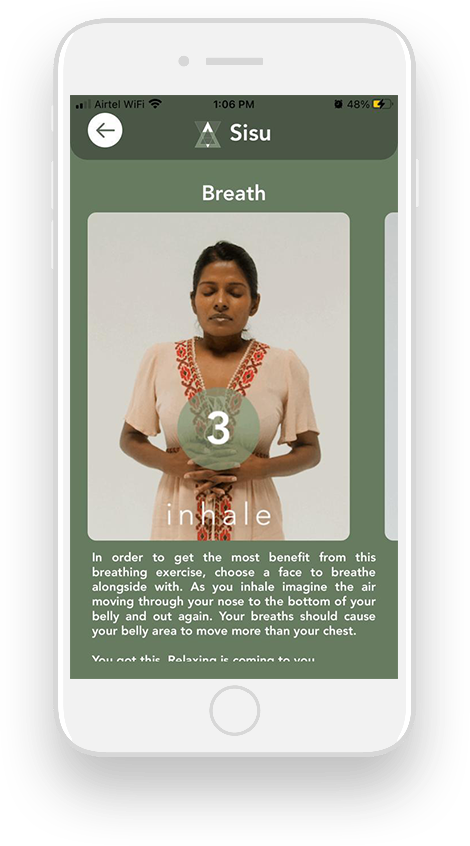 Airtel WiFi 1:06 PM 48%
Sisu
Breath
3
inhale
In order to get the most benefit from this
breathing exercise, choose a face to breathe
alongside with. As you inhale imagine the air
moving through your nose to the bottom of your
belly and out again. Your breaths should cause
your belly area to move more than your chest.
You got this. Relaxing is coming to you